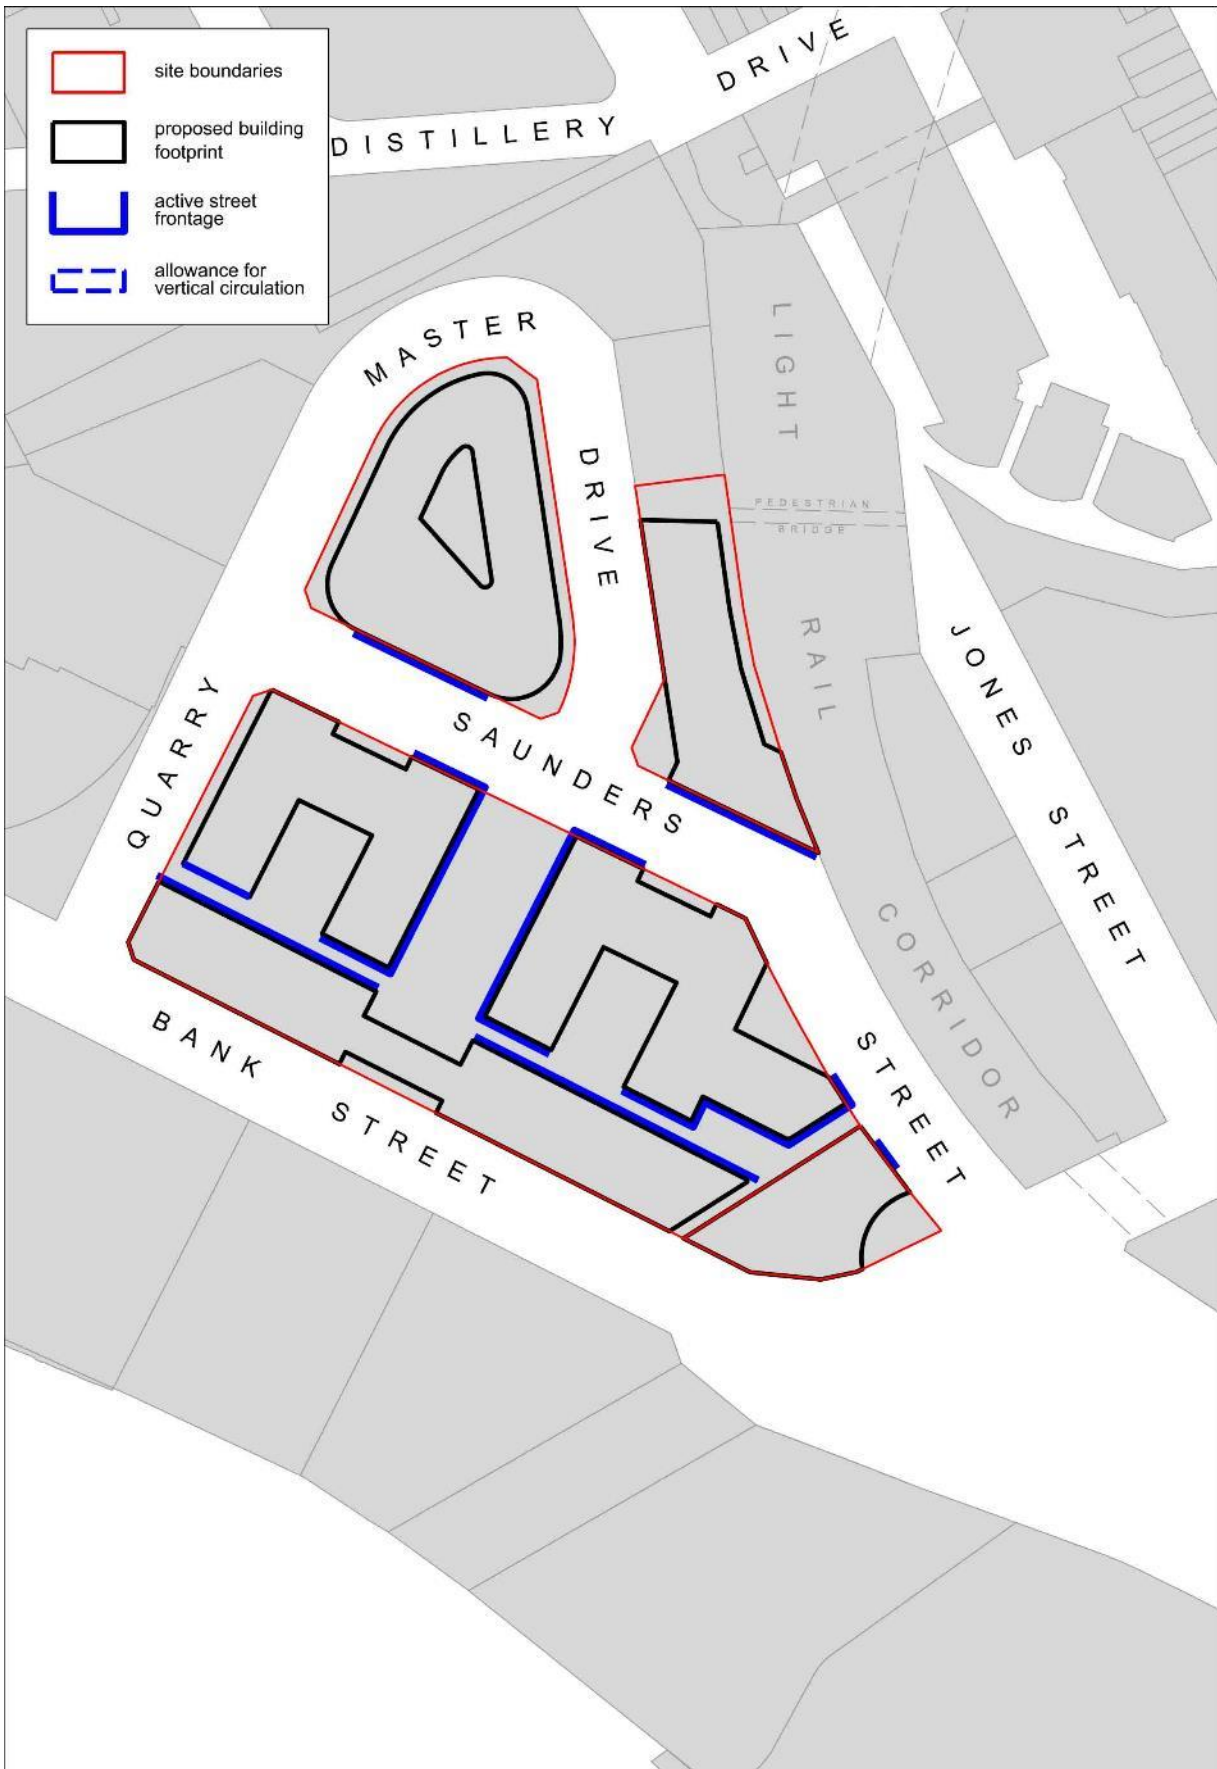 site boundaries
proposed building
footprint
active street
frontage
allowance for
vertical circulation
DISTILLERY DRIVE
MASTER
DRIVE
LIGHT
RAIL
CORRIDOR
PEDESTRIAN
BRIDGE
JONES STREET
QUARRY
SAUNDERS
STREET
BANK STREET